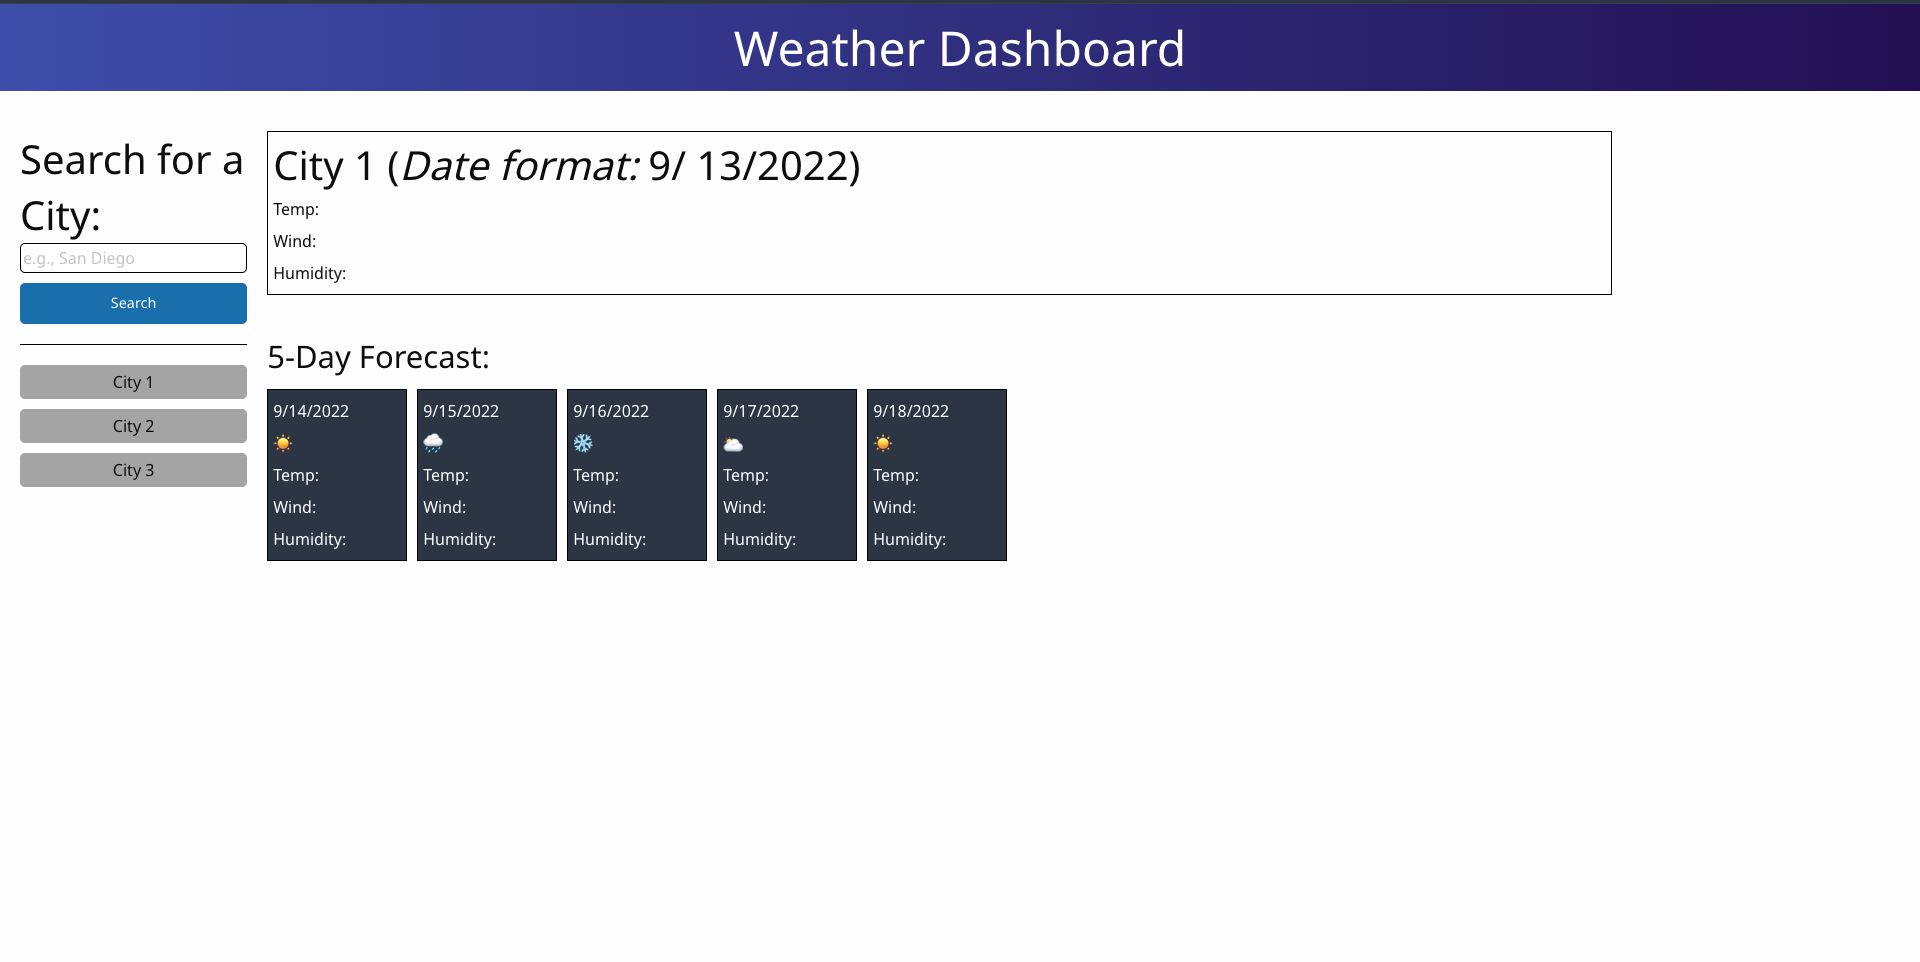 Weather Dashboard
Search for a
City:
e.g., San Diego
Search
City 1
City 2
City 3
City 1 (Date format: 9/ 13/2022)
Temp:
Wind:
Humidity:
5-Day Forecast:
9/14/2022
Temp:
Wind:
Humidity:
9/15/2022
Temp:
Wind:
Humidity:
9/16/2022
Temp:
Wind:
Humidity:
9/17/2022
Temp:
Wind:
Humidity:
9/18/2022
Temp:
Wind:
Humidity: